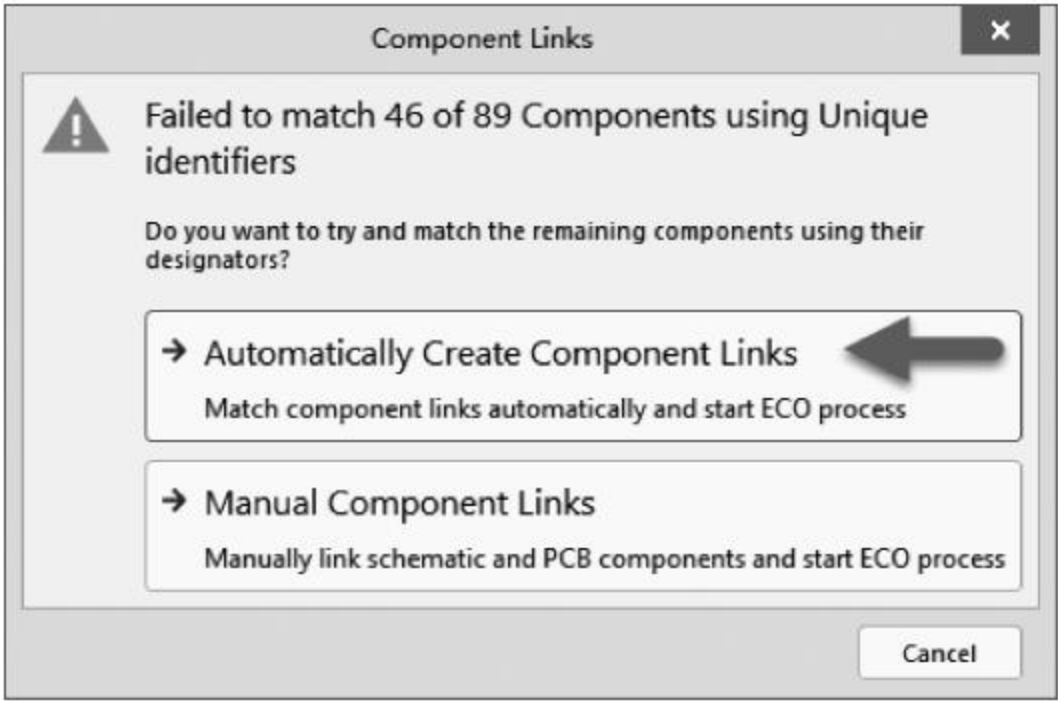 Component Links
Failed to match 46 of 89 Components using Unique
identifiers
Do you want to try and match the remaining components using their
designators?
Automatically Create Component Links
Match component links automatically and start ECO process
Manual Component Links
Manually link schematic and PCB components and start ECO process
Cancel